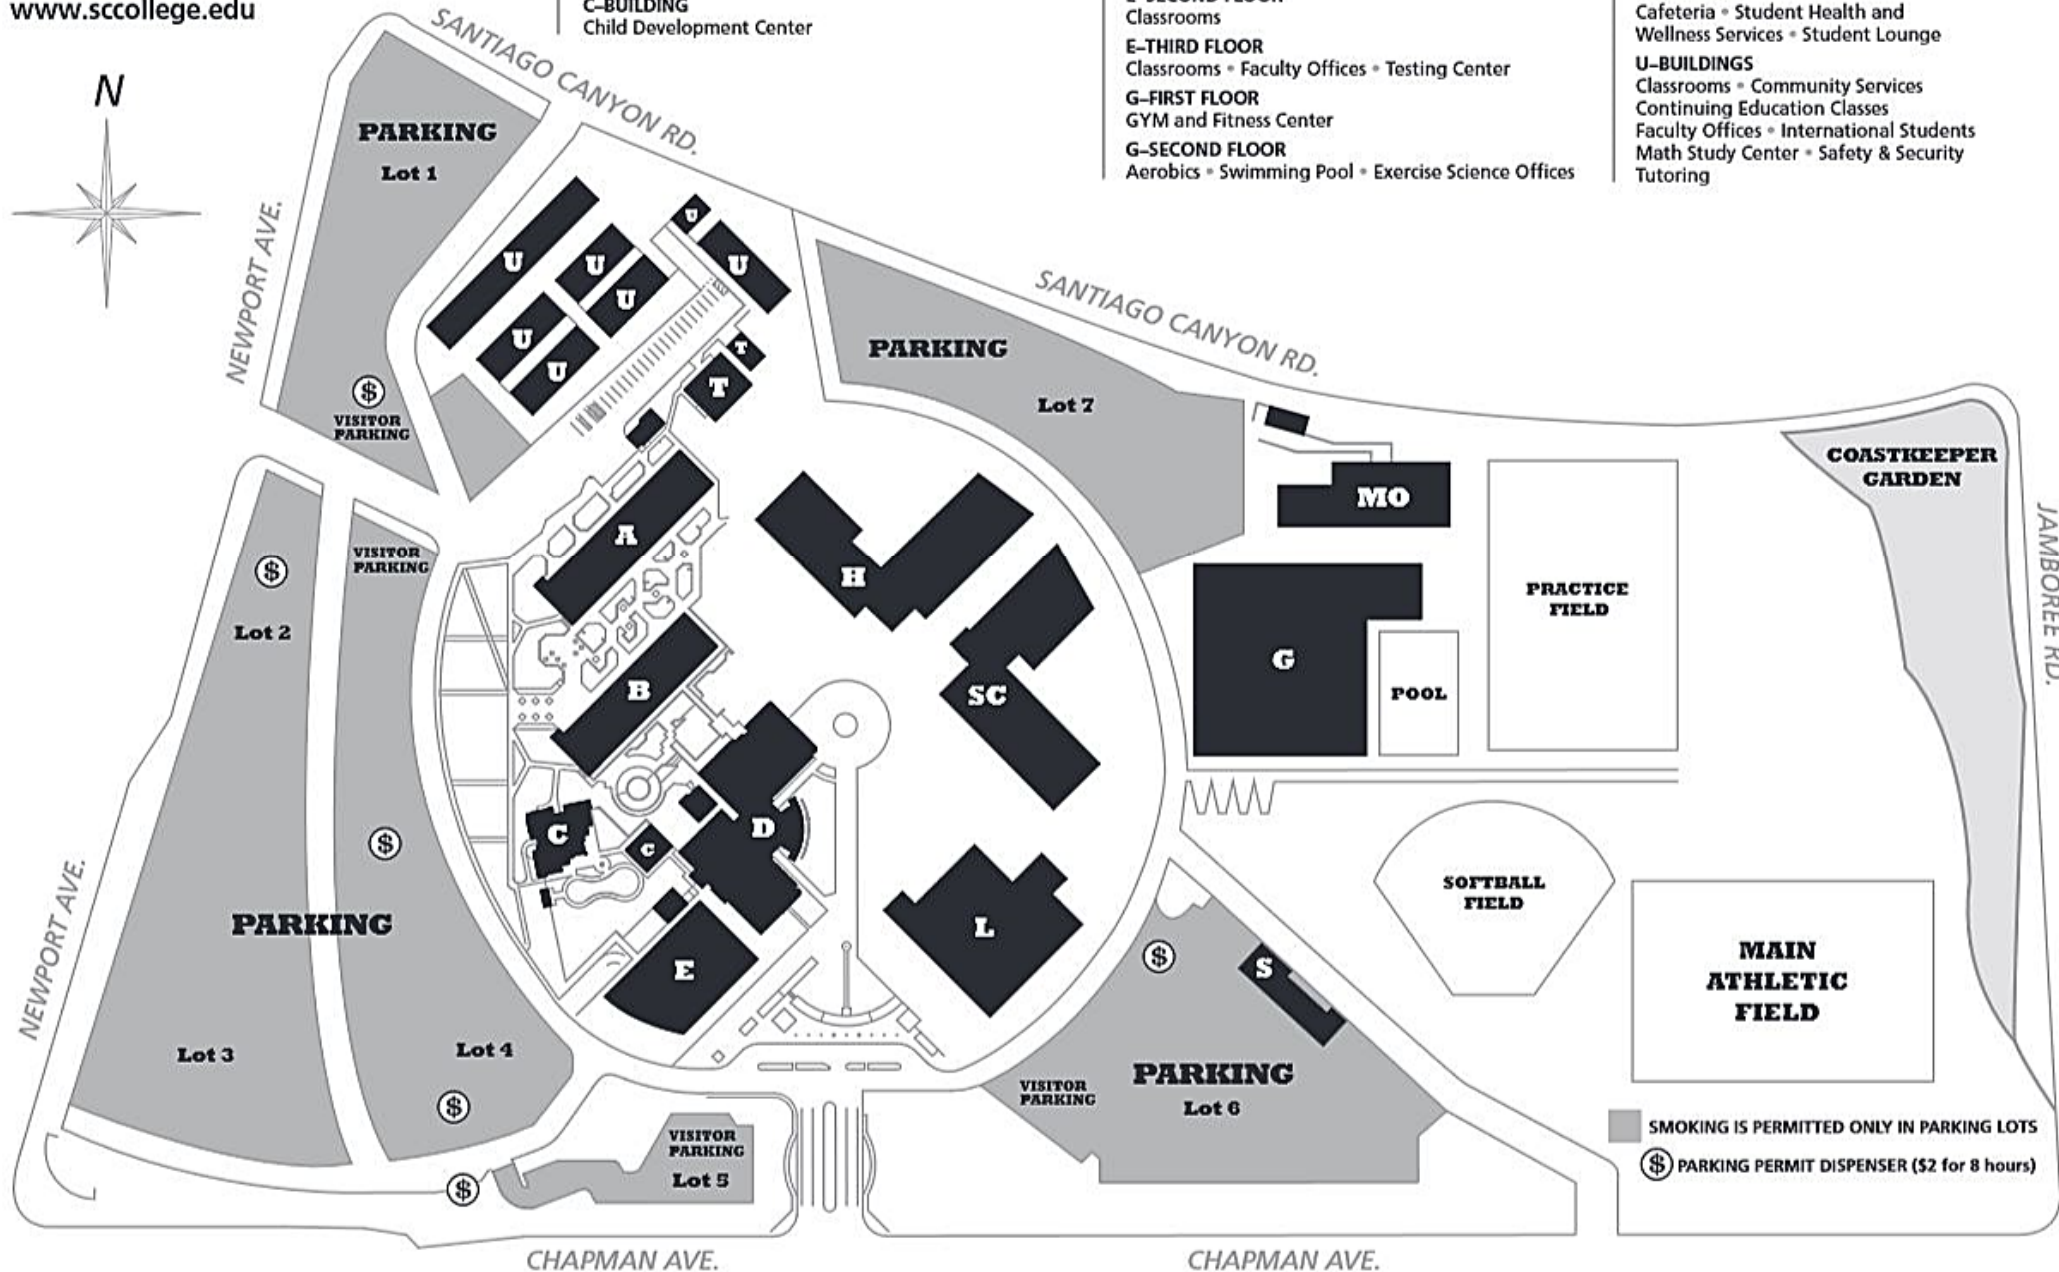 www.sccollege.edu
C–BUILDING
Child Development Center
E–SECOND FLOOR
Classrooms
E–THIRD FLOOR
Classrooms • Faculty Offices • Testing Center
G–FIRST FLOOR
GYM and Fitness Center
G–SECOND FLOOR
Aerobics • Swimming Pool • Exercise Science Offices
Cafeteria • Student Health and
Wellness Services • Student Lounge
U–BUILDINGS
Classrooms • Community Services
Continuing Education Classes
Faculty Offices • International Students
Math Study Center • Safety & Security
Tutoring
N
SANTIAGO CANYON RD.
PARKING
Lot 1
NEWPORT AVE.
U
U
U
U
U
U
U
SANTIAGO CANYON RD.
T
T
PARKING
Lot 7
$
VISITOR
PARKING
COASTKEEPER
GARDEN
MO
JAMBOREE RD.
A
VISITOR
PARKING
$
H
PRACTICE
FIELD
Lot 2
G
B
SC
POOL
C
C
D
$
SOFTBALL
FIELD
PARKING
L
NEWPORT AVE.
E
$
S
MAIN
ATHLETIC
FIELD
Lot 3
Lot 4
PARKING
VISITOR
PARKING
Lot 6
$
SMOKING IS PERMITTED ONLY IN PARKING LOTS
VISITOR
PARKING
Lot 5
$
$ PARKING PERMIT DISPENSER ($2 for 8 hours)
CHAPMAN AVE.
CHAPMAN AVE.